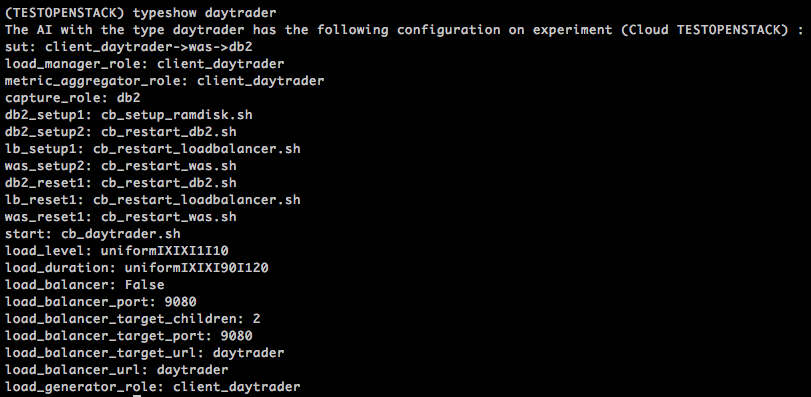 (TESTOPENSTACK) typeshow daytrader
The AI with the type daytrader has the following configuration on experiment (Cloud TESTOPENSTACK) :
sut: client_daytrader->was->db2
load_manager_role: client_daytrader
metric_aggregator_role: client_daytrader
capture_role: db2
db2_setup1: cb_setup_ramdisk.sh
db2_setup2: cb_restart_db2.sh
lb_setup1: cb_restart_loadbalancer.sh
was_setup2: cb_restart_was.sh
db2_reset1: cb_restart_db2.sh
lb_reset1: cb_restart_loadbalancer.sh
was_reset1: cb_restart_was.sh
start: cb_daytrader.sh
load_level: uniformIXIXI1I10
load_duration: uniformIXIXI90I120
load_balancer: False
load_balancer_port: 9080
load_balancer_target_children: 2
load_balancer_target_port: 9080
load_balancer_target_url: daytrader
load_balancer_url: daytrader
load_generator_role: client_daytrader